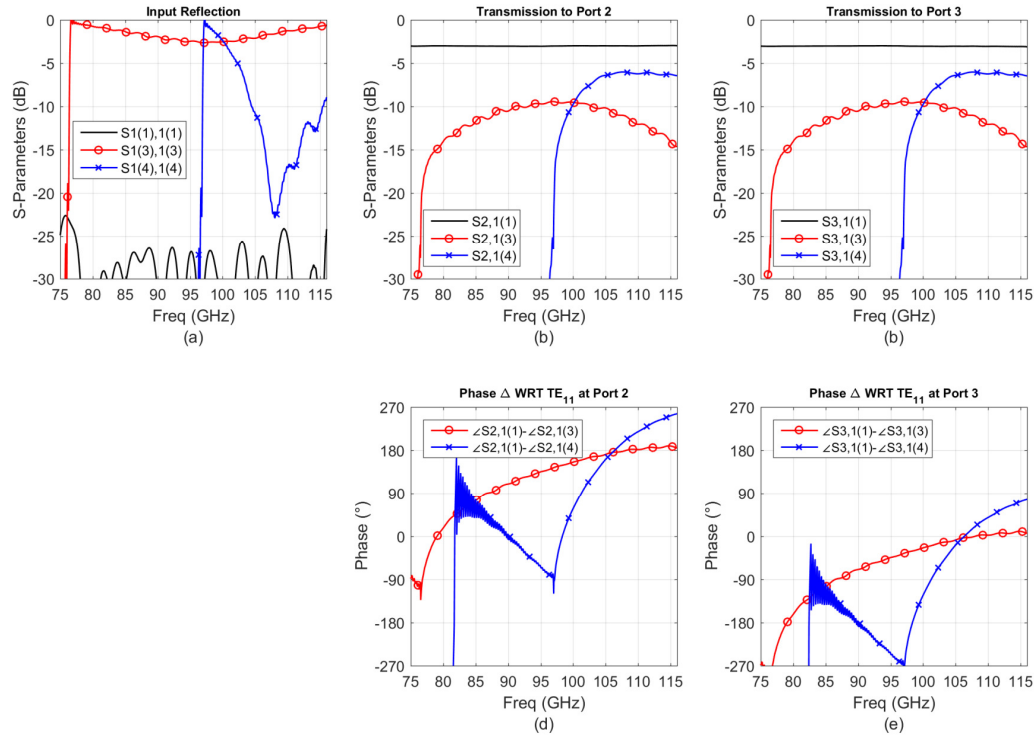 Input Reflection
0
-5
-10
-15
-20
-25
-30
S-Parameters (dB)
S1(1),1(1)
S1(3),1(3)
S1(4),1(4)
75 80 85 90 95 100 105 110 115
Freq (GHz)
(a)
Transmission to Port 2
0
-5
-10
-15
-20
-25
-30
S-Parameters (dB)
S2,1(1)
S2,1(3)
S2,1(4)
75 80 85 90 95 100 105 110 115
Freq (GHz)
(b)
Transmission to Port 3
0
-5
-10
-15
-20
-25
-30
S-Parameters (dB)
S3,1(1)
S3,1(3)
S3,1(4)
75 80 85 90 95 100 105 110 115
Freq (GHz)
(b)
Phase Δ WRT TE11 at Port 2
270
180
90
0
-90
-180
-270
Phase (°)
∠S2,1(1)-∠S2,1(3)
∠S2,1(1)-∠S2,1(4)
75 80 85 90 95 100 105 110 115
Freq (GHz)
(d)
Phase Δ WRT TE11 at Port 3
270
180
90
0
-90
-180
-270
Phase (°)
∠S3,1(1)-∠S3,1(3)
∠S3,1(1)-∠S3,1(4)
75 80 85 90 95 100 105 110 115
Freq (GHz)
(e)